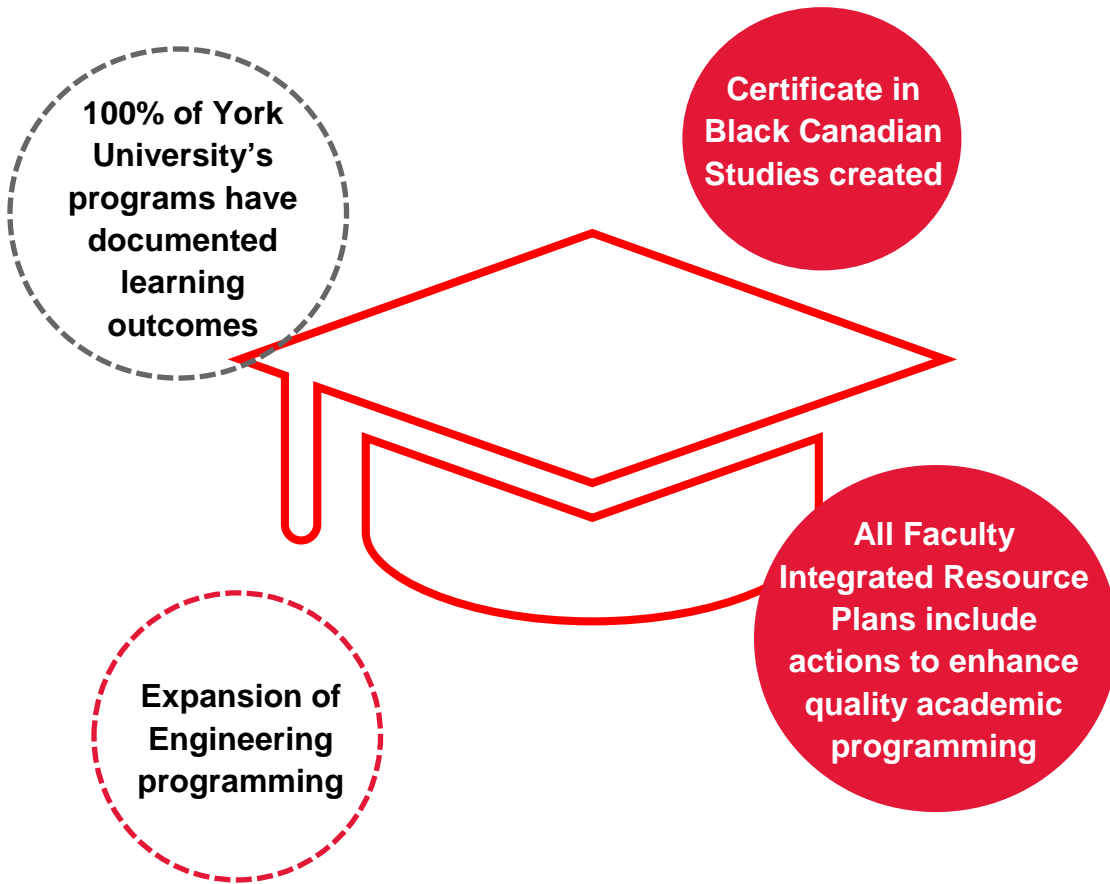 100% of York
University’s
programs have
documented
learning
outcomes
Certificate in
Black Canadian
Studies created
All Faculty
Integrated Resource
Plans include
actions to enhance
quality academic
programming
Expansion of
Engineering
programming